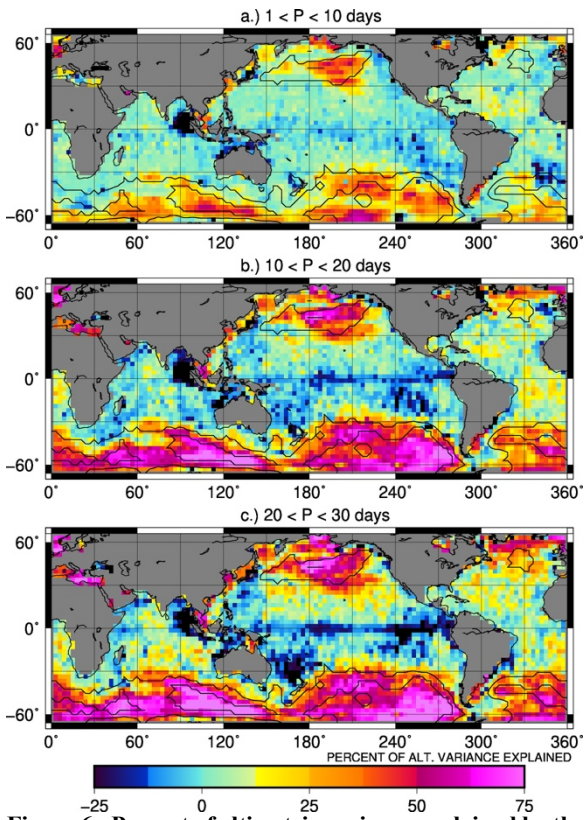 a.) 1 < P < 10 days
60°
0°
−60°
0° 60° 120° 180° 240° 300° 360°
b.) 10 < P < 20 days
60°
0°
−60°
0° 60° 120° 180° 240° 300° 360°
c.) 20 < P < 30 days
60°
0°
−60°
0° 60° 120° 180° 240° 300° 360°
PERCENT OF ALT. VARIANCE EXPLAINED
−25 0 25 50 75
Figure 6. Percent of altimetric variance explained by the